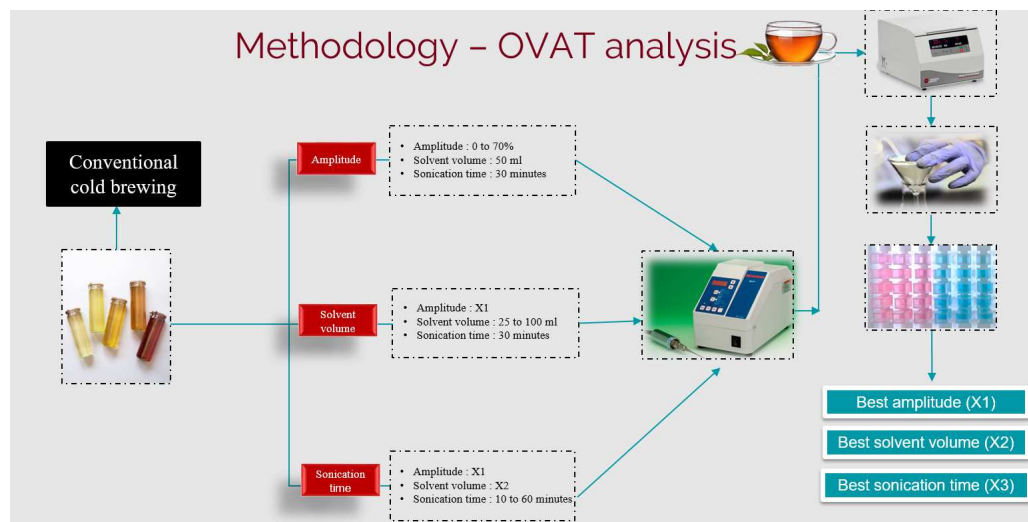 Methodology – OVAT analysis
Conventional
cold brewing
Amplitude
• Amplitude : 0 to 70%
• Solvent volume : 50 ml
• Sonication time : 30 minutes
Solvent
volume
• Amplitude : X1
• Solvent volume : 25 to 100 ml
• Sonication time : 30 minutes
Sonication
time
• Amplitude : X1
• Solvent volume : X2
• Sonication time : 10 to 60 minutes
Best amplitude (X1)
Best solvent volume (X2)
Best sonication time (X3)